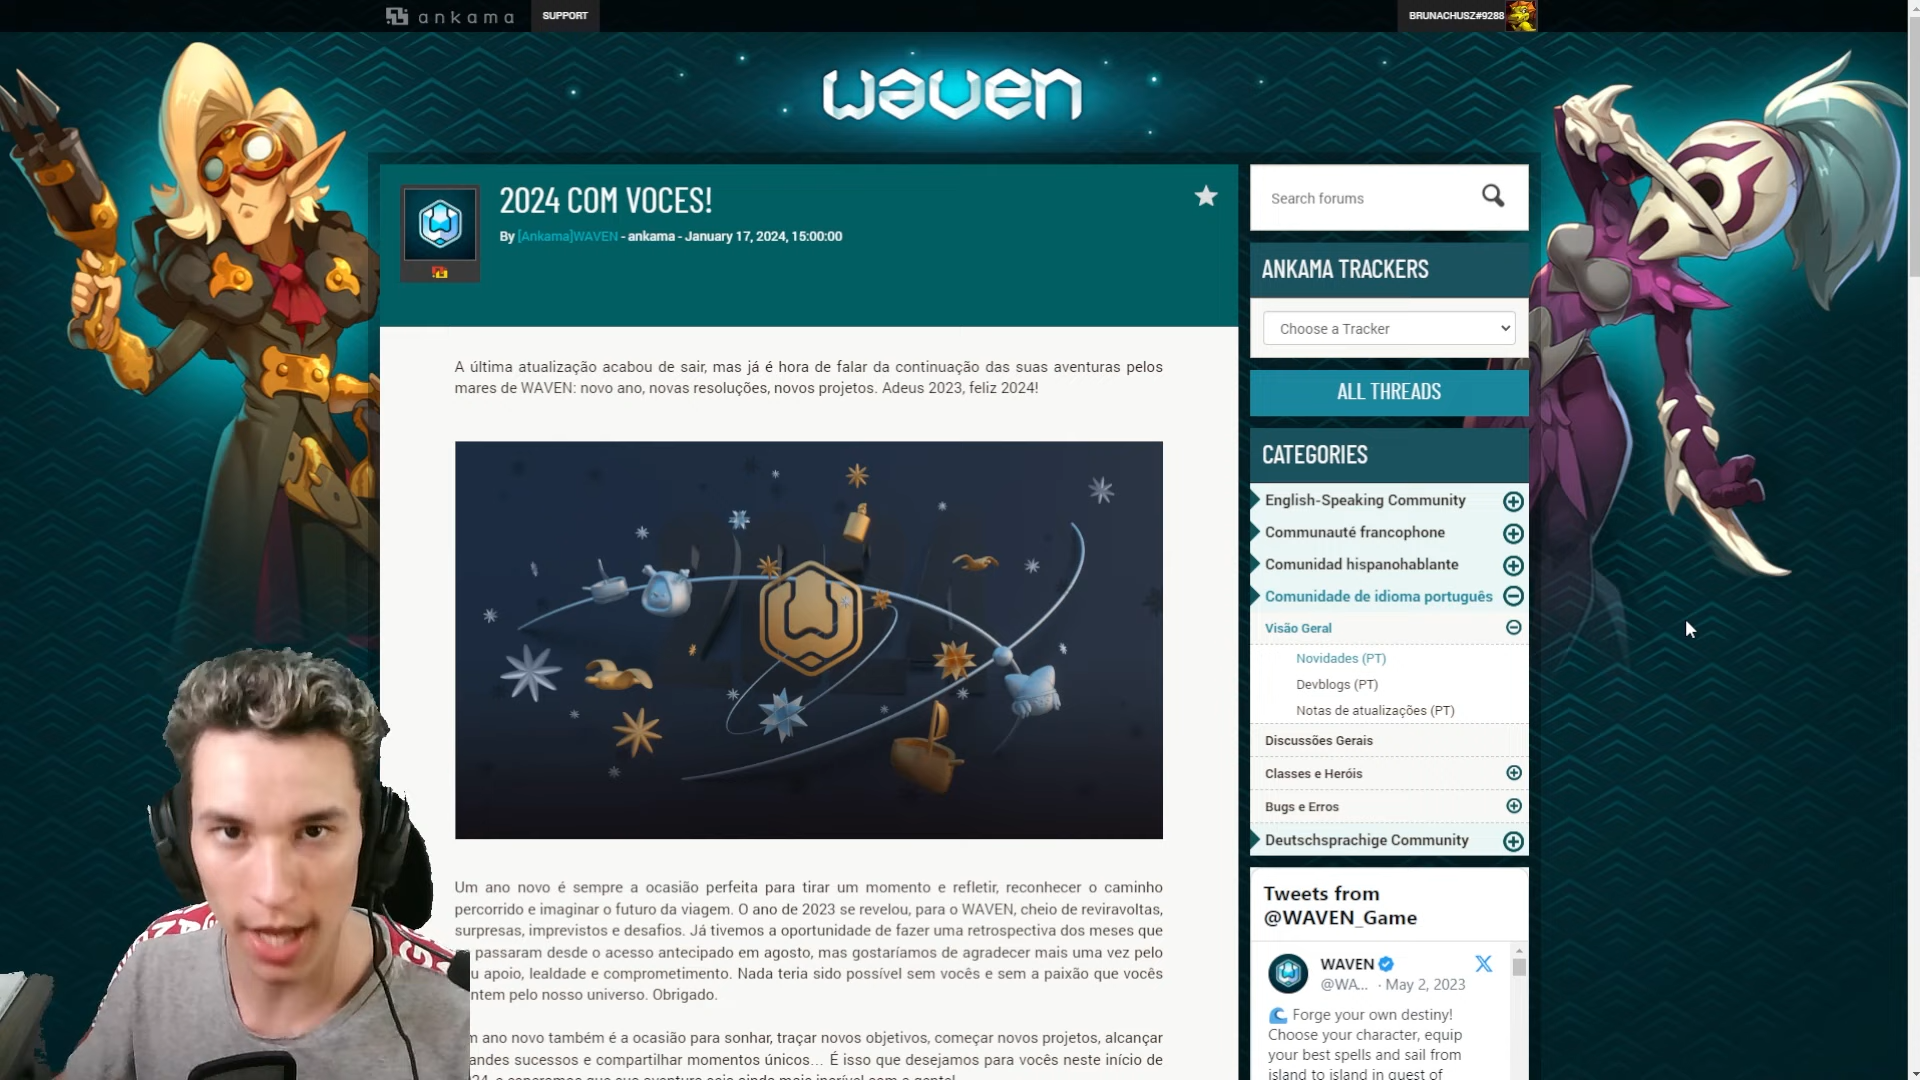 ankama
SUPPORT
BRUNACHUSZ#9288
waven
2024 COM VOCES!
By [Ankama]WAVEN - ankama - January 17, 2024, 15:00:00
A última atualização acabou de sair, mas já é hora de falar da continuação das suas aventuras pelos
mares de WAVEN: novo ano, novas resoluções, novos projetos. Adeus 2023, feliz 2024!
Um ano novo é sempre a ocasião perfeita para tirar um momento e refletir, reconhecer o caminho
percorrido e imaginar o futuro da viagem. O ano de 2023 se revelou, para o WAVEN, cheio de reviravoltas,
surpresas, imprevistos e desafios. Já tivemos a oportunidade de fazer uma retrospectiva dos meses que
passaram desde o acesso antecipado em agosto, mas gostaríamos de agradecer mais uma vez pelo
apoio, lealdade e comprometimento. Nada teria sido possível sem vocês e sem a paixão que vocês
ntem pelo nosso universo. Obrigado.
ano novo também é a ocasião para sonhar, traçar novos objetivos, começar novos projetos, alcançar
andes sucessos e compartilhar momentos únicos... É isso que desejamos para vocês neste início de
Search forums
ANKAMA TRACKERS
Choose a Tracker
ALL THREADS
CATEGORIES
English-Speaking Community
Communauté francophone
Comunidad hispanohablante
Comunidade de idioma português
Visão Geral
Novidades (PT)
Devblogs (PT)
Notas de atualizações (PT)
Discussões Gerais
Classes e Heróis
Bugs e Erros
Deutschsprachige Community
Tweets from
@WAVEN_Game
WAVEN
@WA... · May 2, 2023
Forge your own destiny!
Choose your character, equip
your best spells and sail from
island to island in quest of